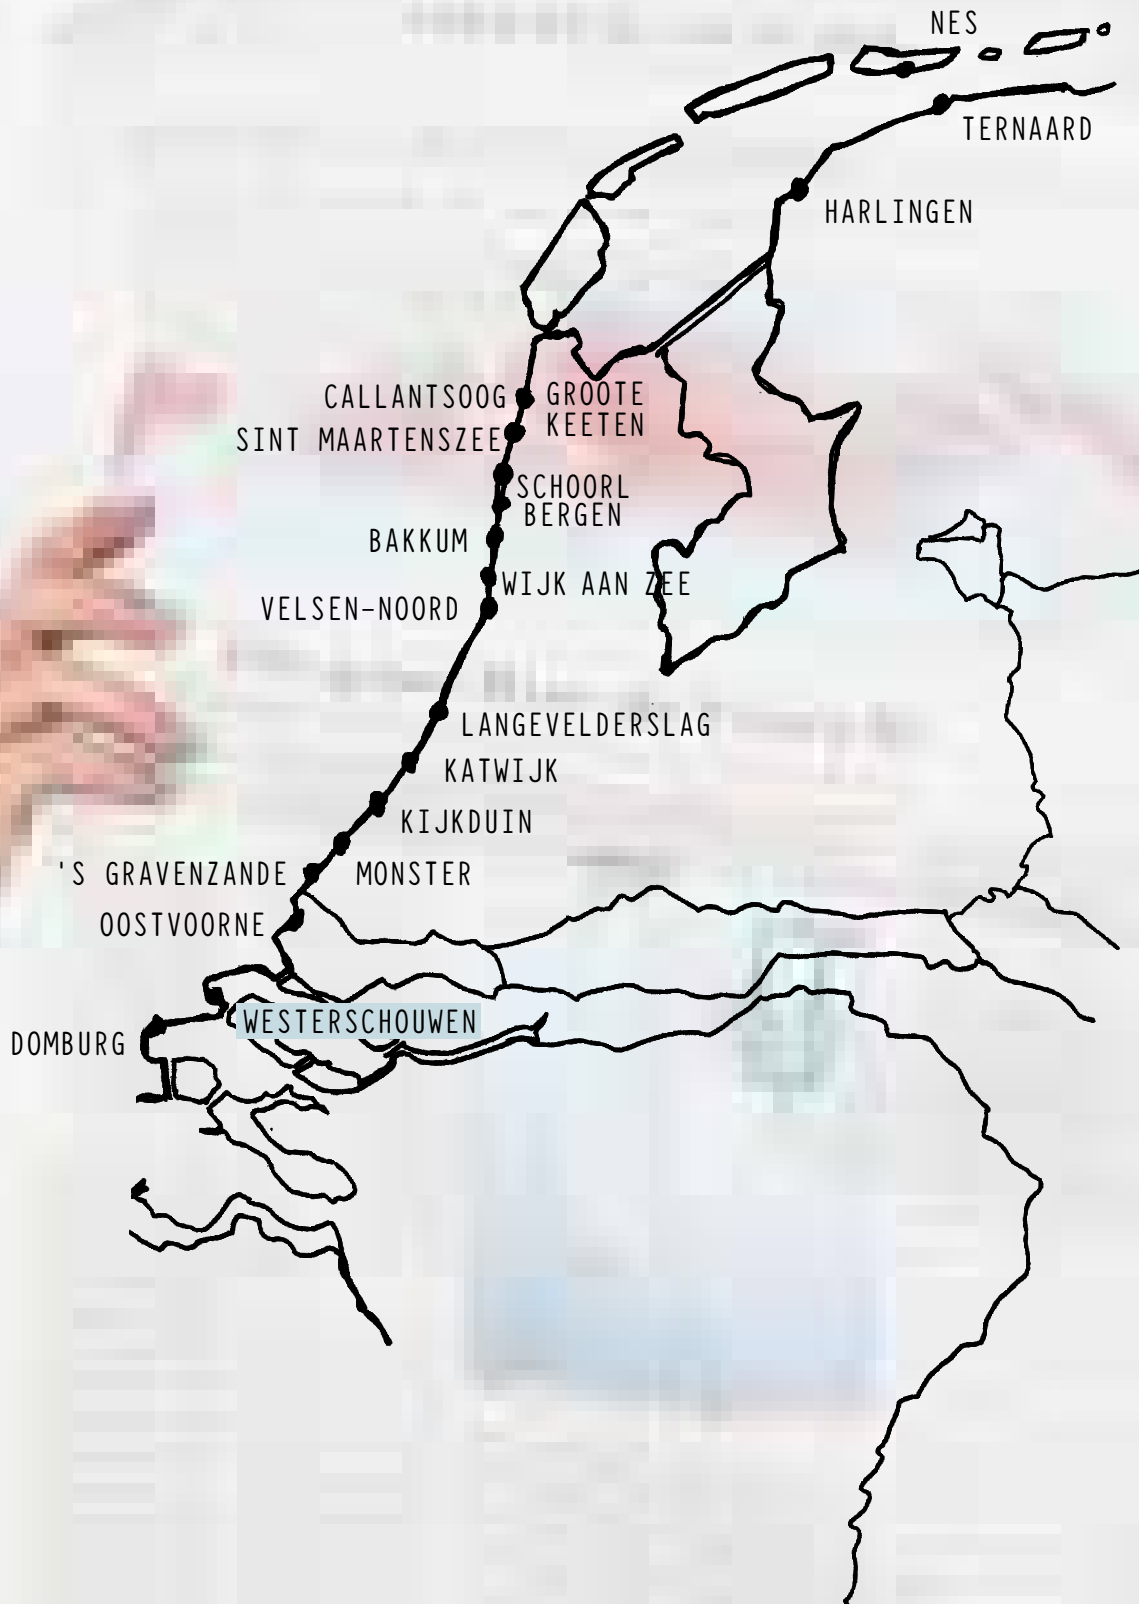 NES
TERNAARD
HARLINGEN
CALLANTSOOG
GROOTE
KEETEN
SINT MAARTENSZEE
SCHOORL
BERGEN
BAKKUM
WIJK AAN ZEE
VELSEN-NOORD
LANGEVELDERSLAG
KATWIJK
KIJKDUIN
'S GRAVENZANDE
MONSTER
OOSTVOORNE
WESTERSCHOUWEN
DOMBURG